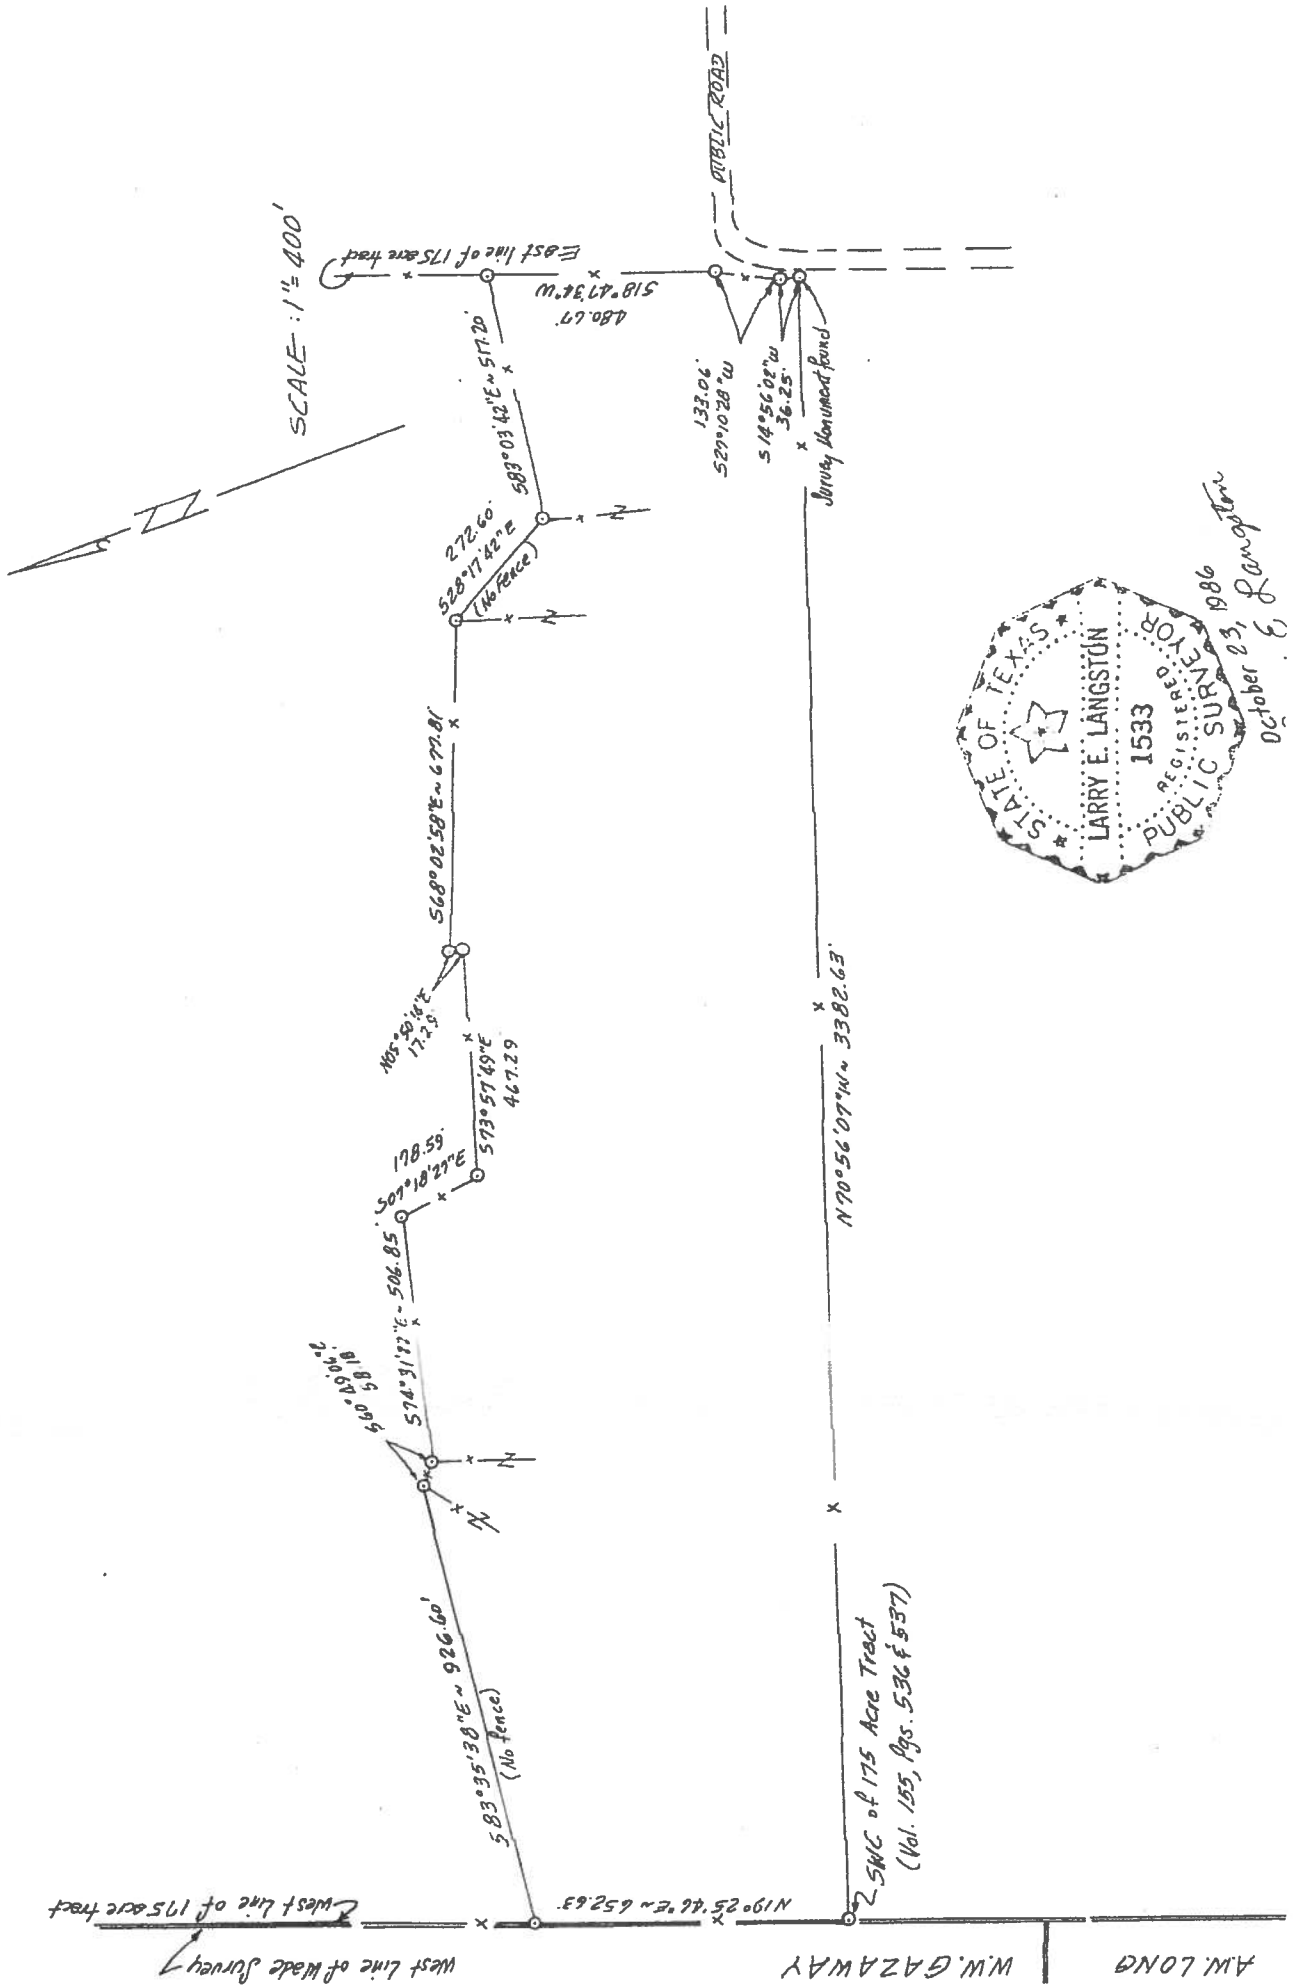 SCALE: 1"= 400'
East line of 175 acre tract
PUBLIC ROAD
S83°03'42"E ~ 517.20'
S18°47'34"W
480.67'
133.06'
S27°10'28"W
S14°56'02"W
36.25'
Survey Monument found
272.60'
S28°17'42"E
(No Fence)
S68°02'58"E ~ 677.81'
N05°50'18"E
17.25'
S73°57'49"E
467.29
178.59'
S07°18'27"E
S74°31'22"E ~ 506.85'
58.18'
S83°35'38"E ~ 926.60'
(No fence)
N70°56'07"W ~ 3382.63'
N19°25'46"E ~ 652.63'
SWC of 175 Acre Tract
(Vol. 155, Pgs. 536 & 537)
West Line of 175 acre tract
West Line of Wade Survey
W.W. GAZAWAY
A.W. LONG
STATE OF TEXAS
LARRY E. LANGSTON
1533
REGISTERED
PUBLIC SURVEYOR
October 23, 1986
E. Langston